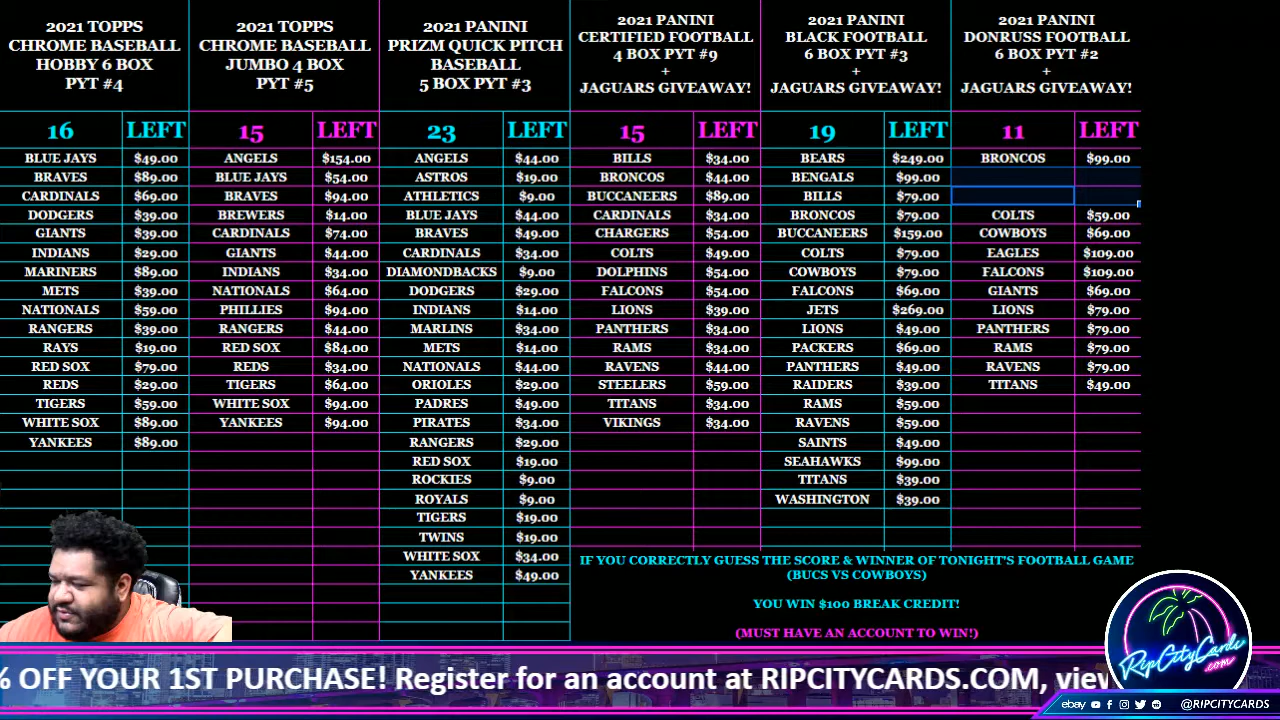 2021 TOPPS
CHROME BASEBALL
HOBBY 6 BOX
PYT #4
16 LEFT
BLUE JAYS $49.00
BRAVES $89.00
CARDINALS $69.00
DODGERS $39.00
GIANTS $39.00
INDIANS $29.00
MARINERS $89.00
METS $39.00
NATIONALS $59.00
RANGERS $39.00
RAYS $19.00
RED SOX $79.00
REDS $29.00
TIGERS $59.00
WHITE SOX $89.00
YANKEES $89.00
2021 TOPPS
CHROME BASEBALL
JUMBO 4 BOX
PYT #5
15 LEFT
ANGELS $154.00
BLUE JAYS $54.00
BRAVES $94.00
BREWERS $14.00
CARDINALS $74.00
GIANTS $44.00
INDIANS $34.00
NATIONALS $64.00
PHILLIES $94.00
RANGERS $44.00
RED SOX $84.00
REDS $34.00
TIGERS $64.00
WHITE SOX $94.00
YANKEES $94.00
2021 PANINI
PRIZM QUICK PITCH
BASEBALL
5 BOX PYT #3
23 LEFT
ANGELS $44.00
ASTROS $19.00
ATHLETICS $9.00
BLUE JAYS $44.00
BRAVES $49.00
CARDINALS $34.00
DIAMONDBACKS $9.00
DODGERS $29.00
INDIANS $14.00
MARLINS $34.00
METS $14.00
NATIONALS $44.00
ORIOLES $29.00
PADRES $49.00
PIRATES $34.00
RANGERS $29.00
RED SOX $19.00
ROCKIES $9.00
ROYALS $9.00
TIGERS $19.00
TWINS $19.00
WHITE SOX $34.00
YANKEES $49.00
2021 PANINI
CERTIFIED FOOTBALL
4 BOX PYT #9
+
JAGUARS GIVEAWAY!
15 LEFT
BILLS $34.00
BRONCOS $44.00
BUCCANEERS $89.00
CARDINALS $34.00
CHARGERS $54.00
COLTS $49.00
DOLPHINS $54.00
FALCONS $54.00
LIONS $39.00
PANTHERS $34.00
RAMS $34.00
RAVENS $44.00
STEELERS $59.00
TITANS $34.00
VIKINGS $34.00
2021 PANINI
BLACK FOOTBALL
6 BOX PYT #3
+
JAGUARS GIVEAWAY!
19 LEFT
BEARS $249.00
BENGALS $99.00
BILLS $79.00
BRONCOS $79.00
BUCCANEERS $159.00
COLTS $79.00
COWBOYS $79.00
FALCONS $69.00
JETS $269.00
LIONS $49.00
PACKERS $69.00
PANTHERS $49.00
RAIDERS $39.00
RAMS $59.00
RAVENS $59.00
SAINTS $49.00
SEAHAWKS $99.00
TITANS $39.00
WASHINGTON $39.00
2021 PANINI
DONRUSS FOOTBALL
6 BOX PYT #2
+
JAGUARS GIVEAWAY!
11 LEFT
BRONCOS $99.00
COLTS $59.00
COWBOYS $69.00
EAGLES $109.00
FALCONS $109.00
GIANTS $69.00
LIONS $79.00
PANTHERS $79.00
RAMS $79.00
RAVENS $79.00
TITANS $49.00
IF YOU CORRECTLY GUESS THE SCORE & WINNER OF TONIGHT'S FOOTBALL GAME
(BUCS VS COWBOYS)
YOU WIN $100 BREAK CREDIT!
(MUST HAVE AN ACCOUNT TO WIN!)
% OFF YOUR 1ST PURCHASE! Register for an account at RIPCITYCARDS.COM, view
RipCityCards
.com
ebay @RIPCITYCARDS